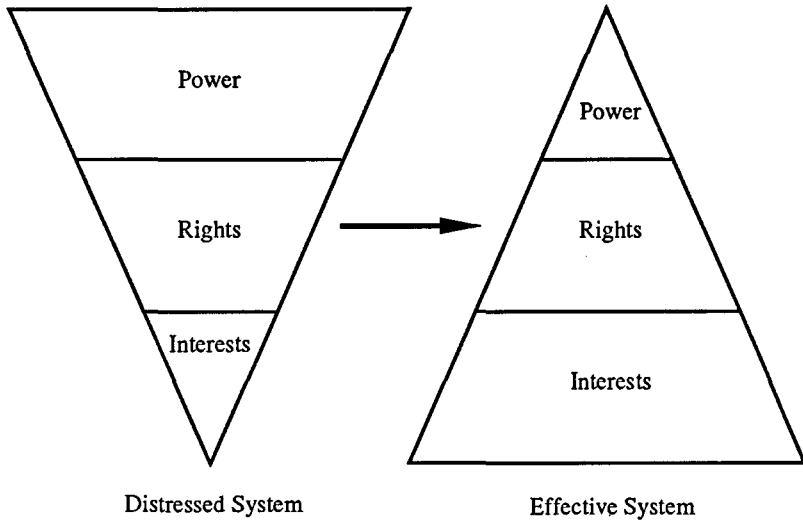 Power
Rights
Interests
Distressed System
Power
Rights
Interests
Effective System